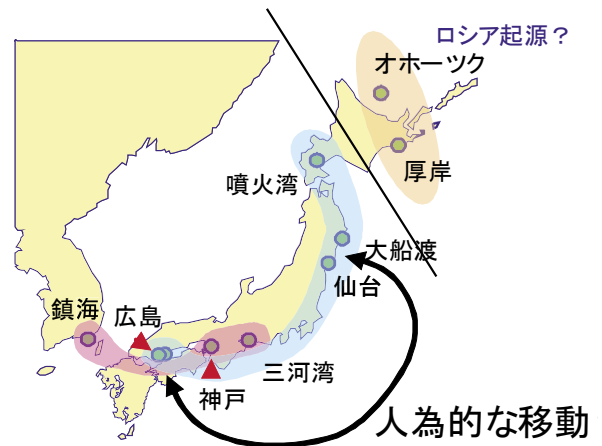 ロシア起源？
オホーツク
厚岸
噴火湾
大船渡
仙台
鎮海
広島
三河湾
神戸
人為的な移動